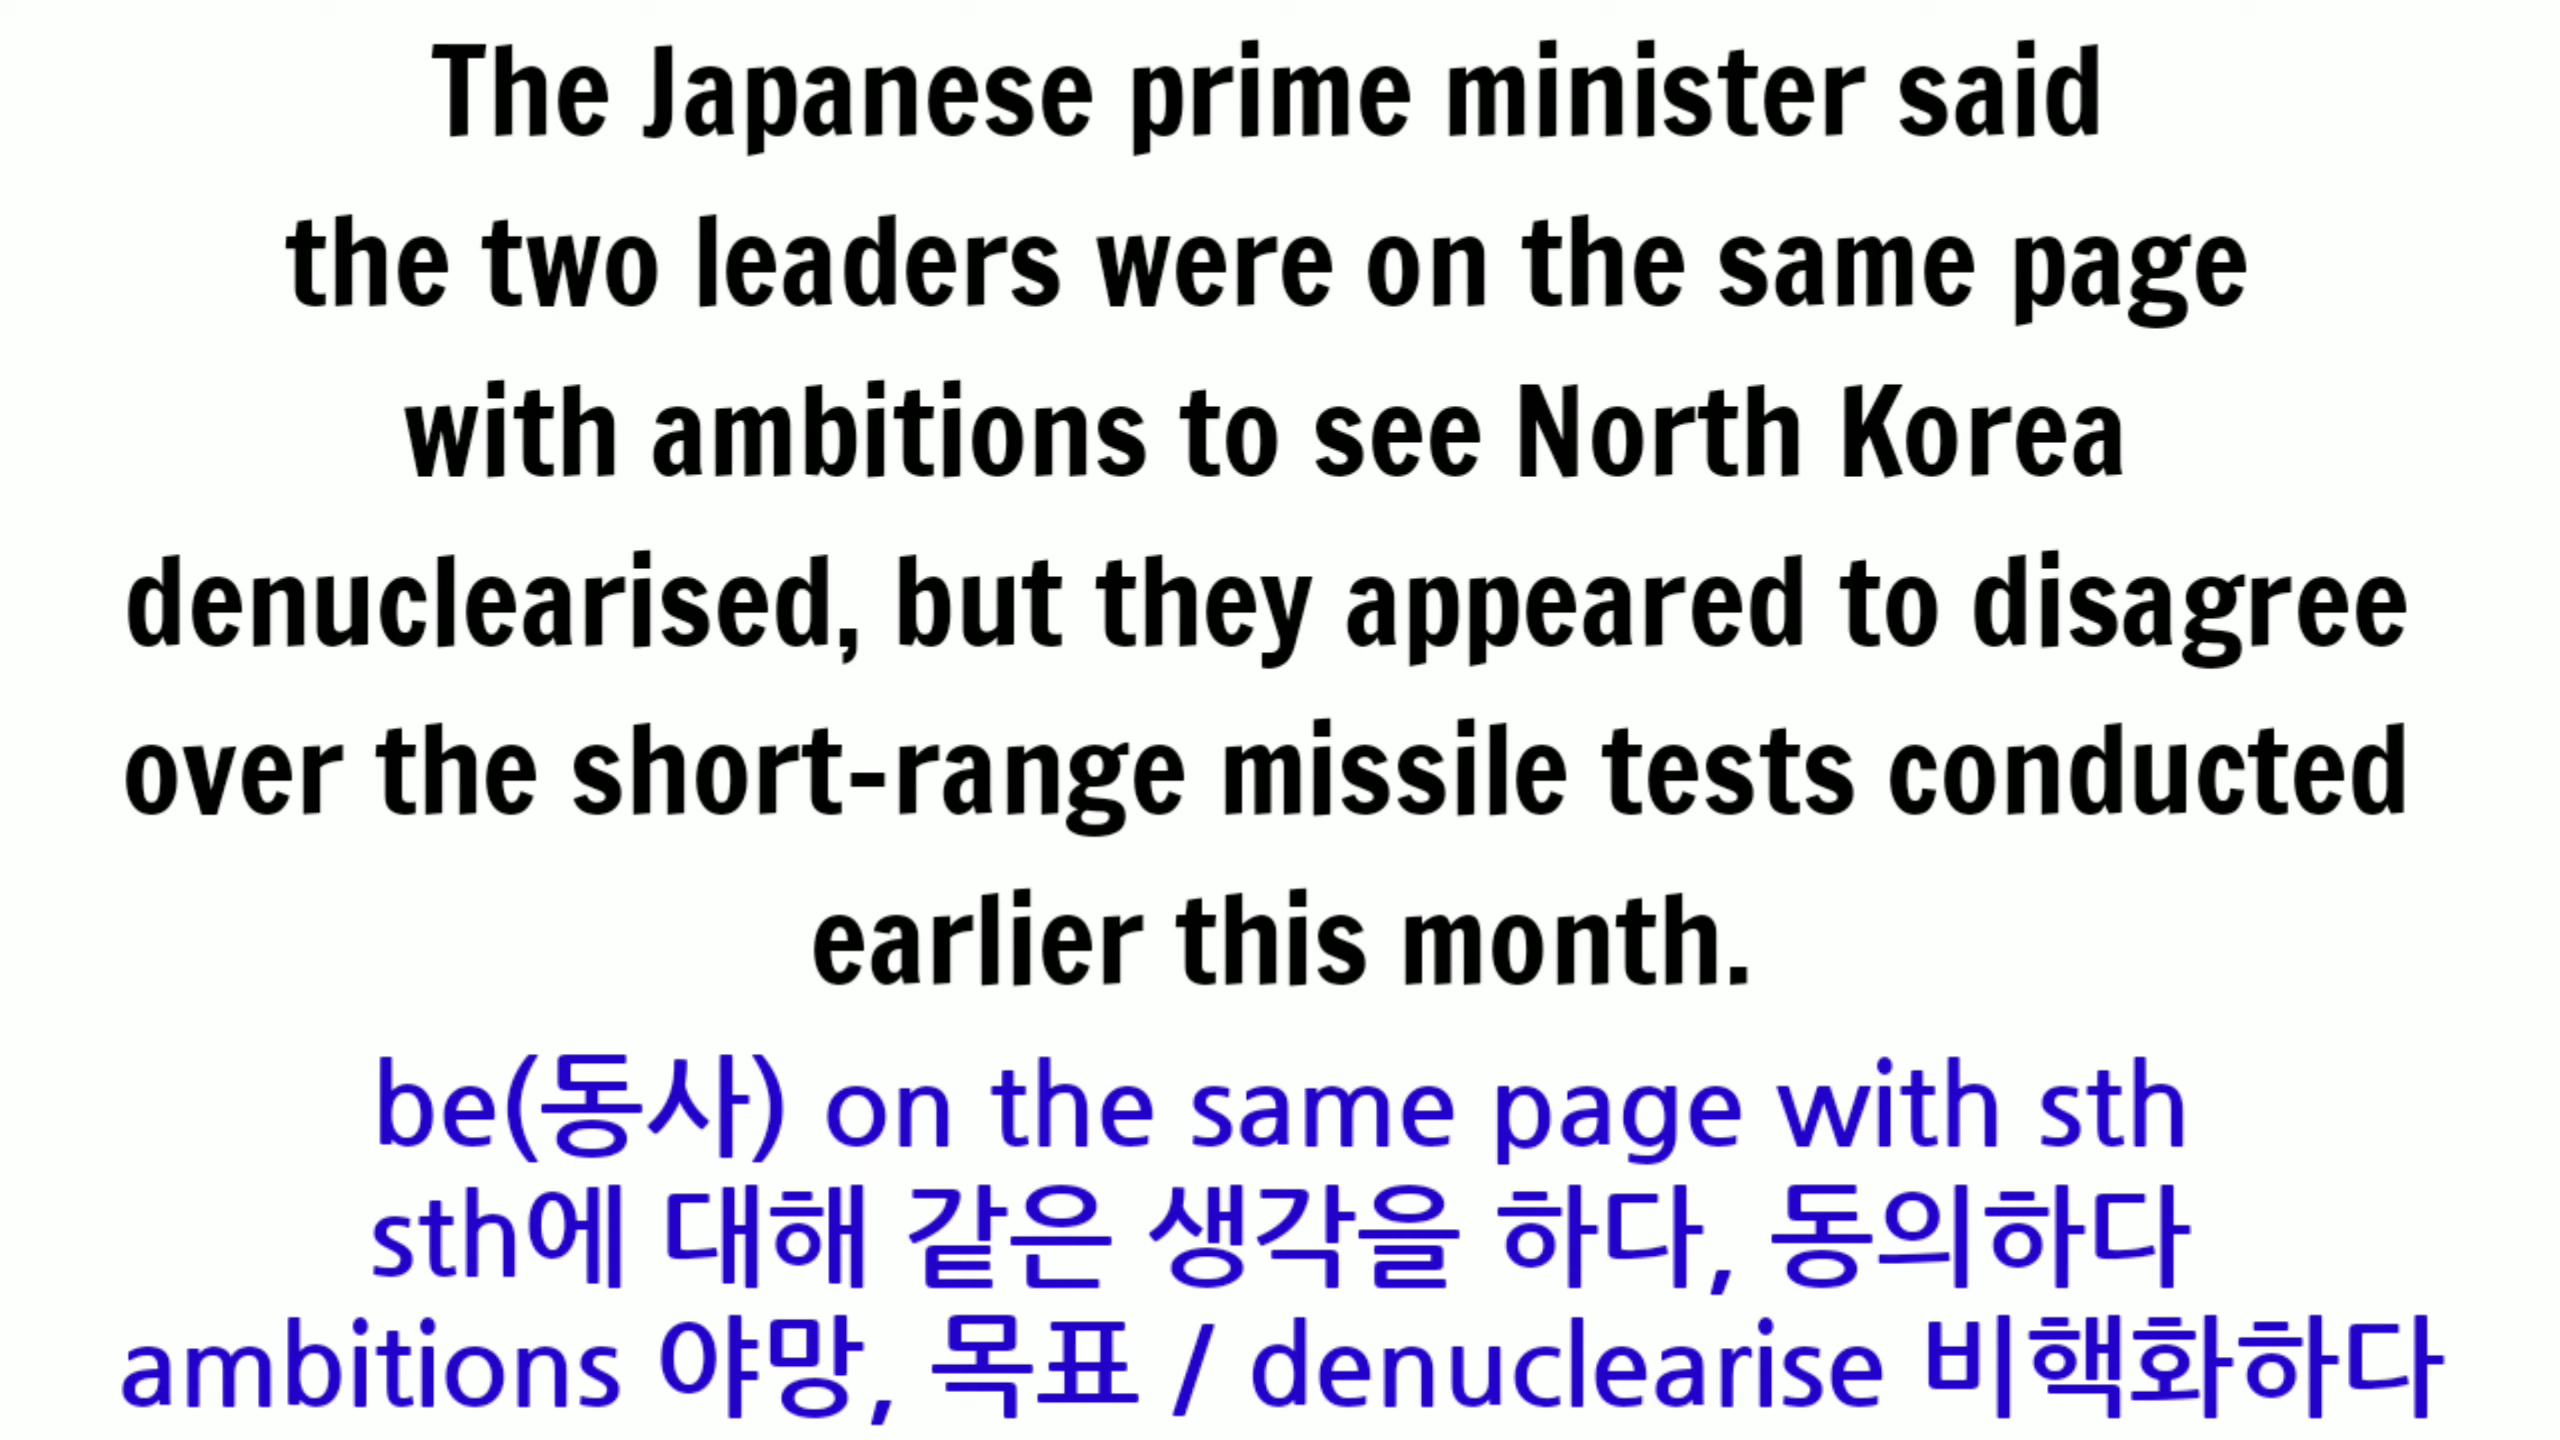 The Japanese prime minister said
the two leaders were on the same page
with ambitions to see North Korea
denuclearised, but they appeared to disagree
over the short-range missile tests conducted
earlier this month.
be(동사) on the same page with sth
sth에 대해 같은 생각을 하다, 동의하다
ambitions 야망, 목표 / denuclearise 비핵화하다